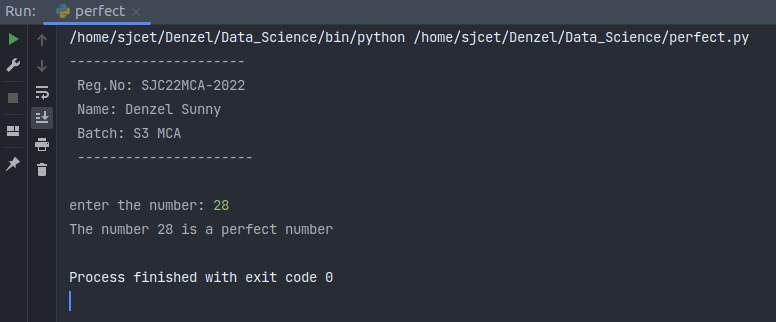 Run: perfect ×
/home/sjcet/Denzel/Data_Science/bin/python /home/sjcet/Denzel/Data_Science/perfect.py
----------------------
Reg.No: SJC22MCA-2022
Name: Denzel Sunny
Batch: S3 MCA
----------------------
enter the number: 28
The number 28 is a perfect number
Process finished with exit code 0